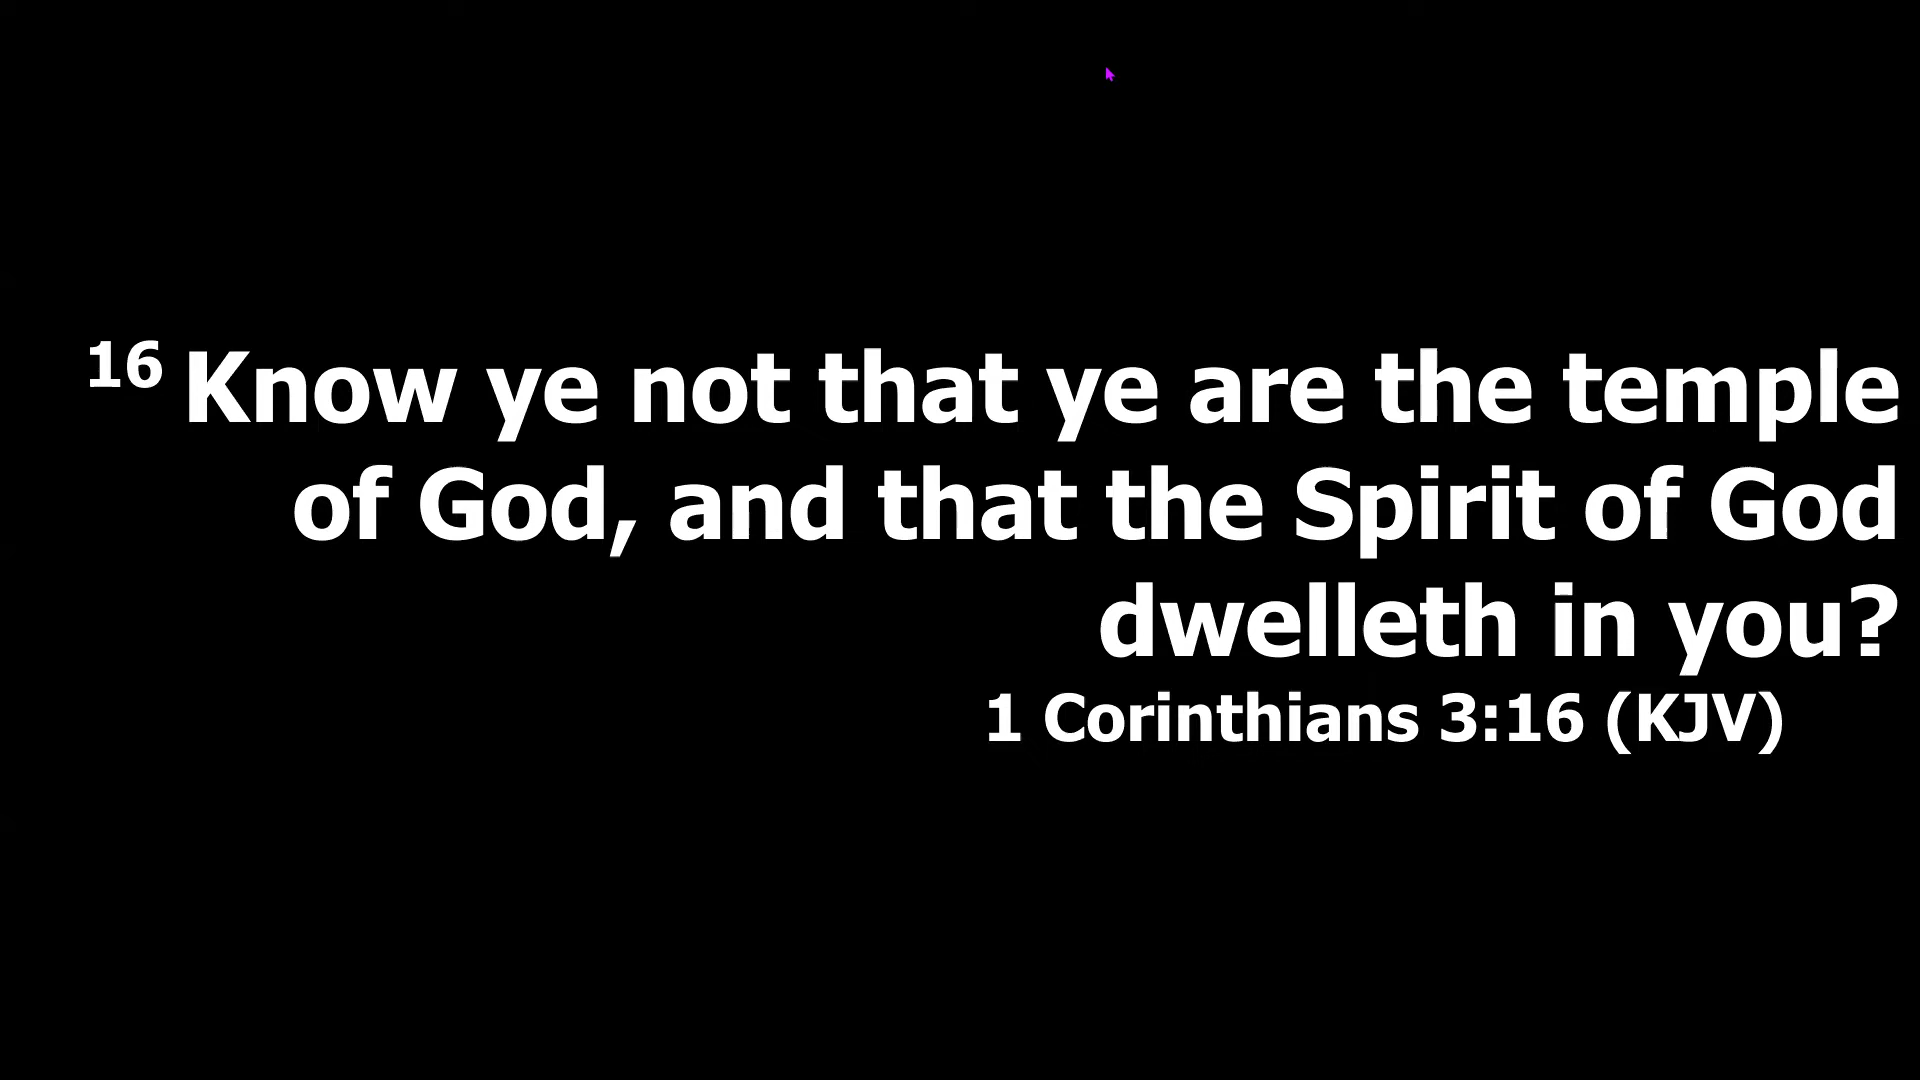 16 Know ye not that ye are the temple
of God, and that the Spirit of God
dwelleth in you?
1 Corinthians 3:16 (KJV)